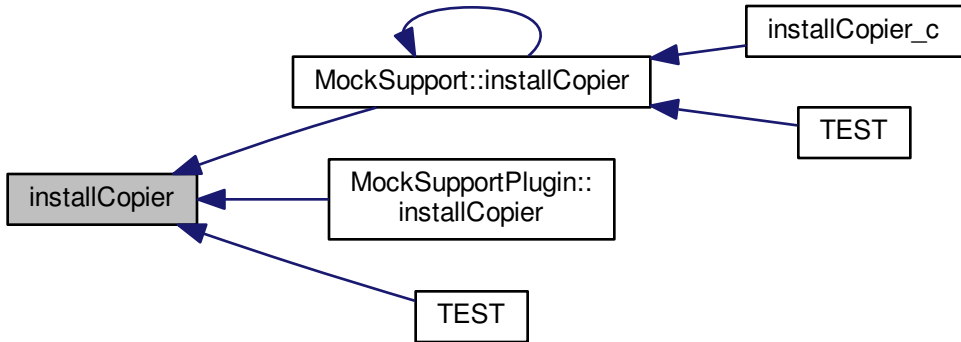 installCopier_c
MockSupport::installCopier
TEST
installCopier
MockSupportPlugin::
installCopier
TEST